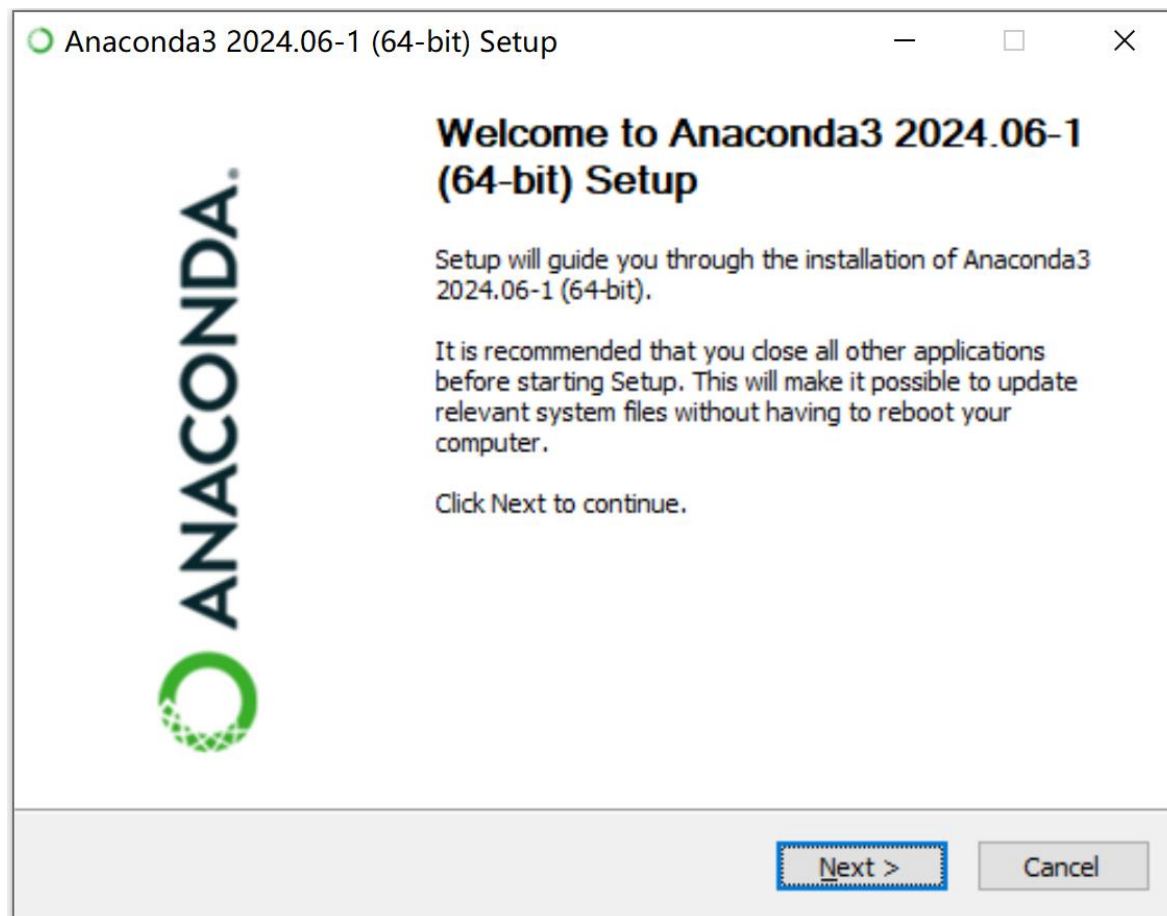 Anaconda3 2024.06-1 (64-bit) Setup
Welcome to Anaconda3 2024.06-1
(64-bit) Setup
Setup will guide you through the installation of Anaconda3
2024.06-1 (64-bit).
It is recommended that you close all other applications
before starting Setup. This will make it possible to update
relevant system files without having to reboot your
computer.
Click Next to continue.
ANACONDA.
Next >
Cancel